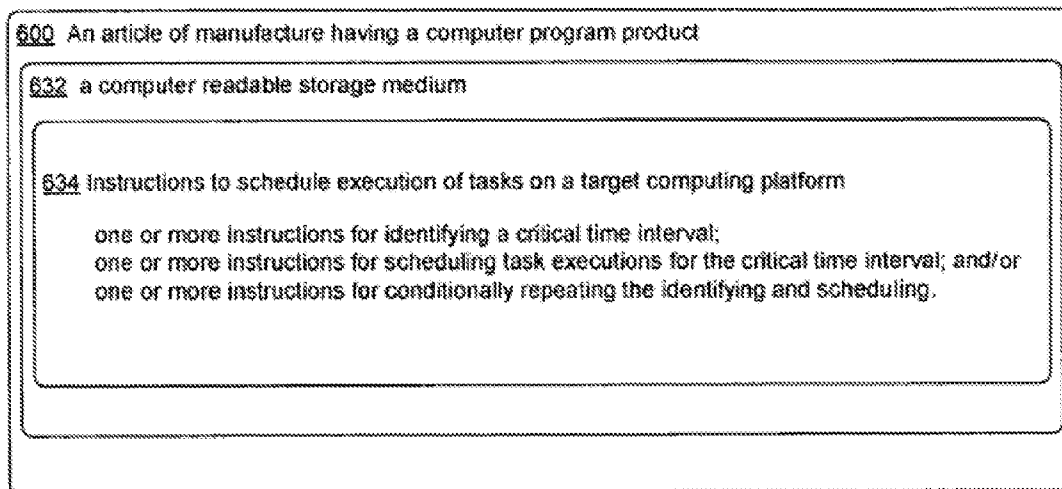 600 An article of manufacture having a computer program product
632 a computer readable storage medium
634 Instructions to schedule execution of tasks on a target computing platform
one or more instructions for identifying a critical time interval;
one or more instructions for scheduling task executions for the critical time interval; and/or
one or more instructions for conditionally repeating the identifying and scheduling.